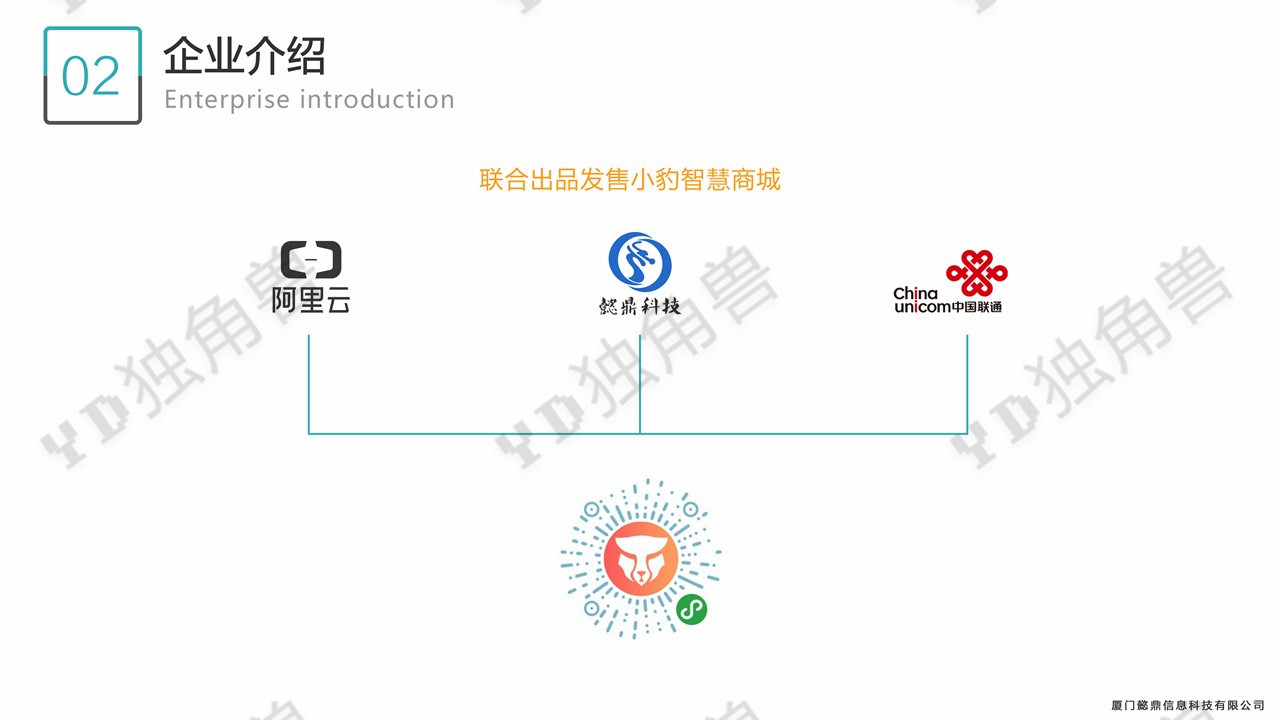 02
企业介绍
Enterprise introduction
联合出品发售小豹智慧商城
阿里云
懿鼎科技
China
unicom中国联通
YD独角兽
YD独角兽
YD独角兽
厦门懿鼎信息科技有限公司